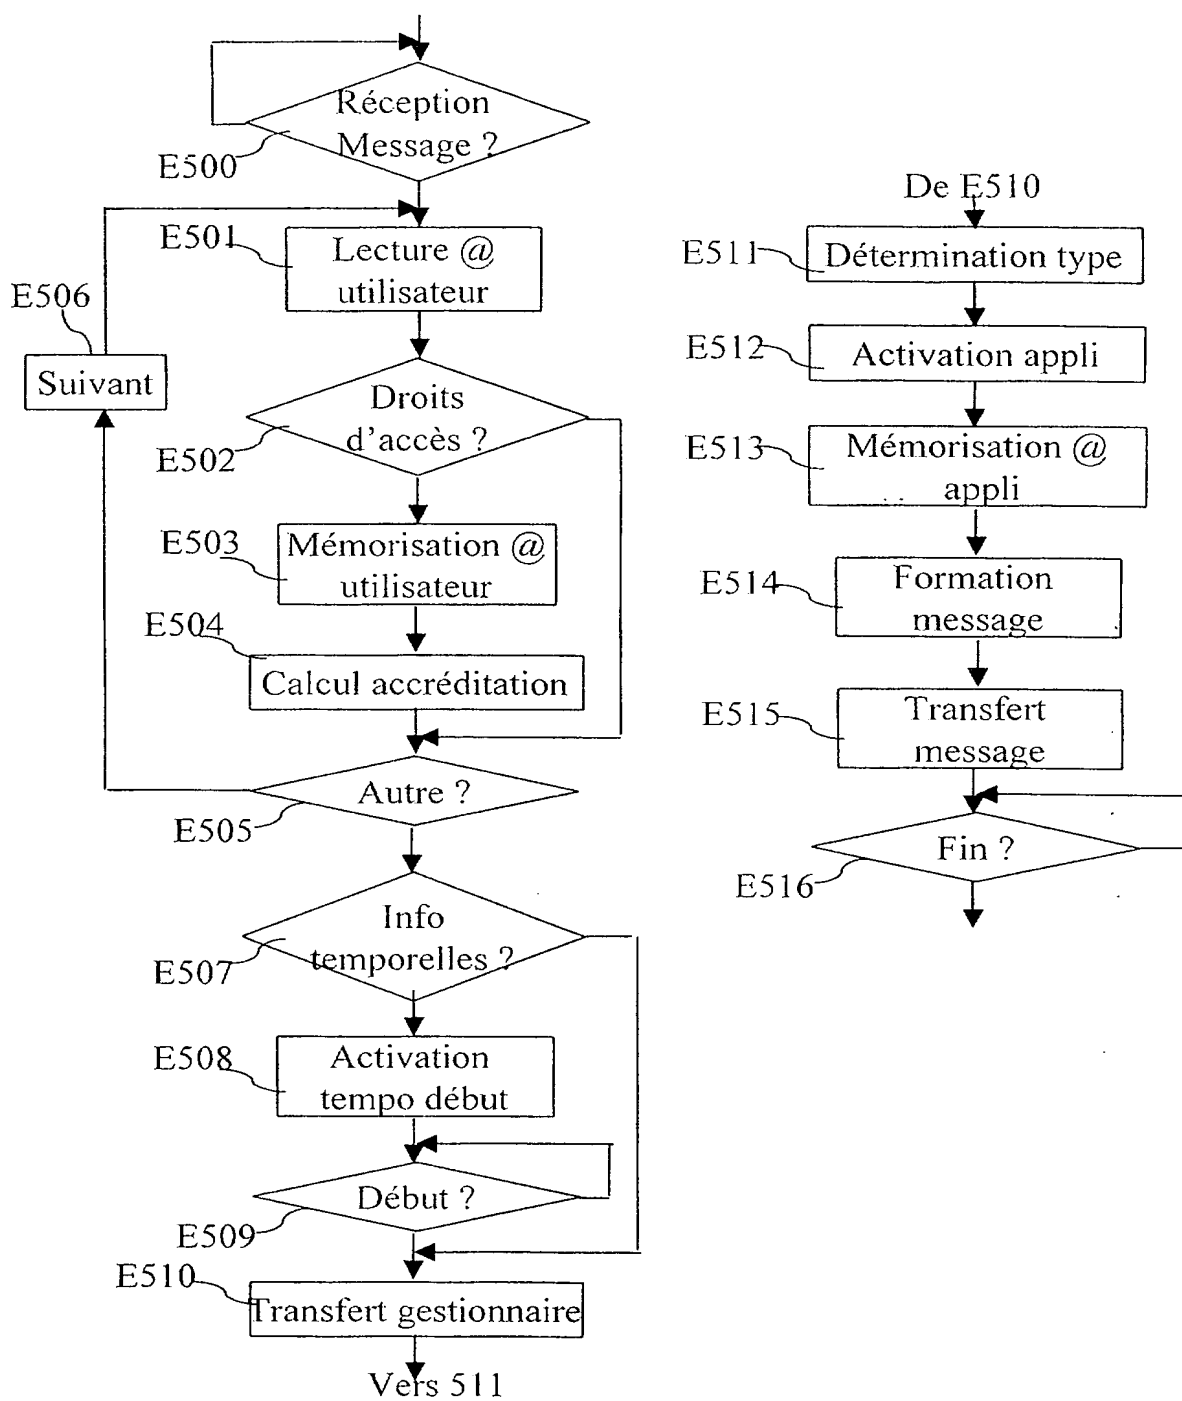 Réception
Message ?
E500
E501
Lecture @
utilisateur
E506
Suivant
Droits
d'accès ?
E502
E503
Mémorisation @
utilisateur
E504
Calcul accréditation
Autre ?
E505
Info
temporelles ?
E507
E508
Activation
tempo début
Début ?
E509
E510
Transfert gestionnaire
Vers 511
De E510
E511
Détermination type
E512
Activation appli
E513
Mémorisation @
appli
E514
Formation
message
E515
Transfert
message
Fin ?
E516